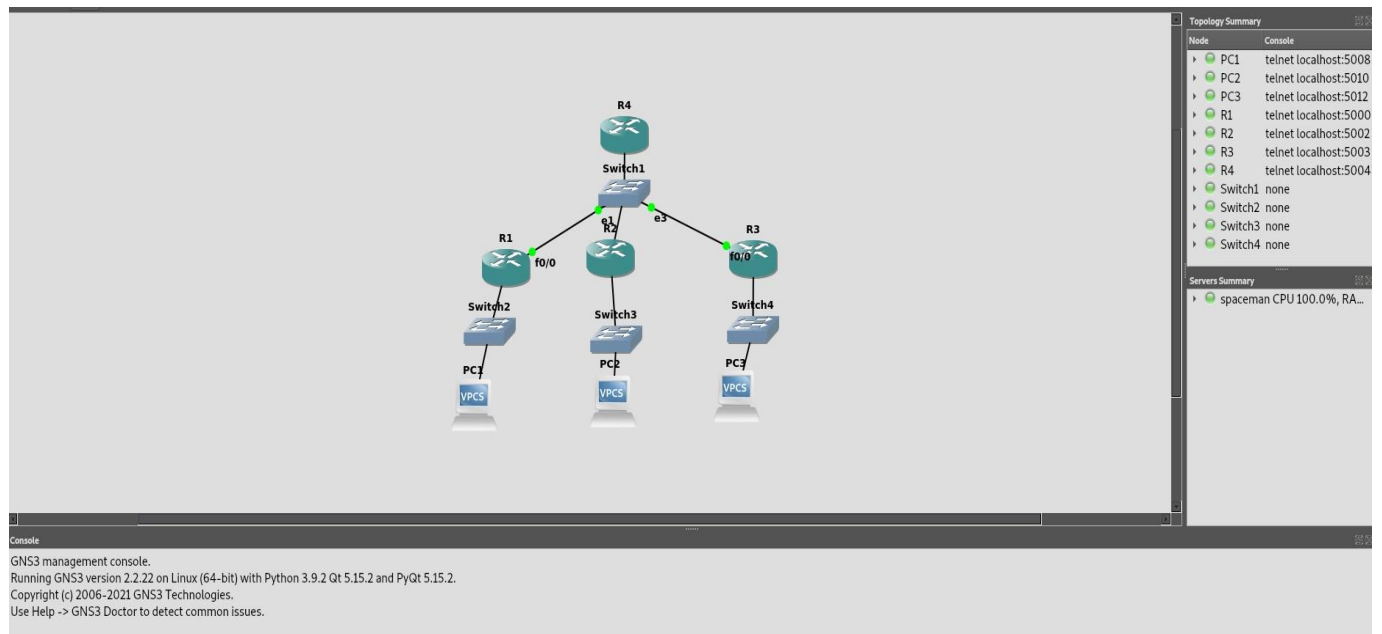 R4
Switch1
e1
e3
R2
R1
R3
f0/0
f0/0
Switch2
Switch3
Switch4
PC1
PC2
PC3
VPCS
VPCS
VPCS
Topology Summary
Node Console
PC1 telnet localhost:5008
PC2 telnet localhost:5010
PC3 telnet localhost:5012
R1 telnet localhost:5000
R2 telnet localhost:5002
R3 telnet localhost:5003
R4 telnet localhost:5004
Switch1 none
Switch2 none
Switch3 none
Switch4 none
Servers Summary
spaceman CPU 100.0%, RA...
Console
GNS3 management console.
Running GNS3 version 2.2.22 on Linux (64-bit) with Python 3.9.2 Qt 5.15.2 and PyQt 5.15.2.
Copyright (c) 2006-2021 GNS3 Technologies.
Use Help -> GNS3 Doctor to detect common issues.